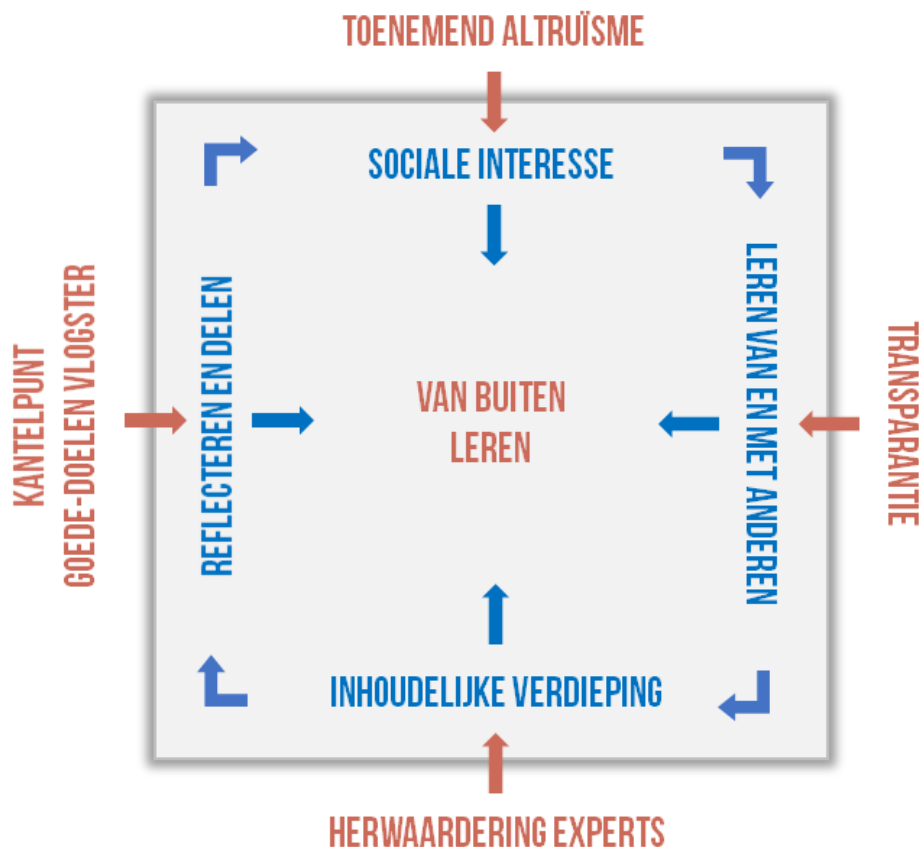 TOENEMEND ALTRUÏSME
SOCIALE INTERESSE
KANTELPUNT
GOEDE-DOELEN VLOGSTER
REFLECTEREN EN DELEN
VAN BUITEN
LEREN
LEREN VAN EN MET ANDEREN
TRANSPARANTIE
INHOUDELIJKE VERDIEPING
HERWAARDERING EXPERTS